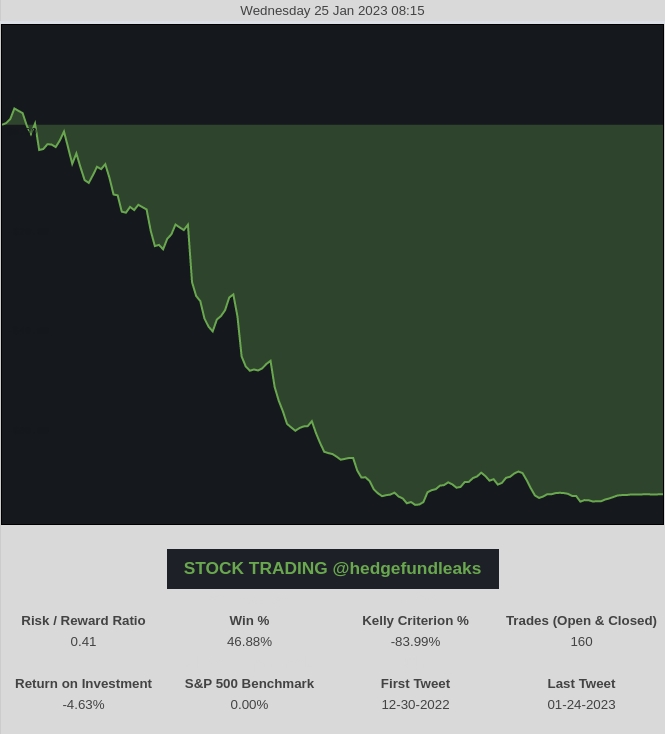 Wednesday 25 Jan 2023 08:15
STOCK TRADING @hedgefundleaks
Risk / Reward Ratio Win % Kelly Criterion % Trades (Open & Closed)
0.41 46.88% -83.99% 160
Return on Investment S&P 500 Benchmark First Tweet Last Tweet
-4.63% 0.00% 12-30-2022 01-24-2023